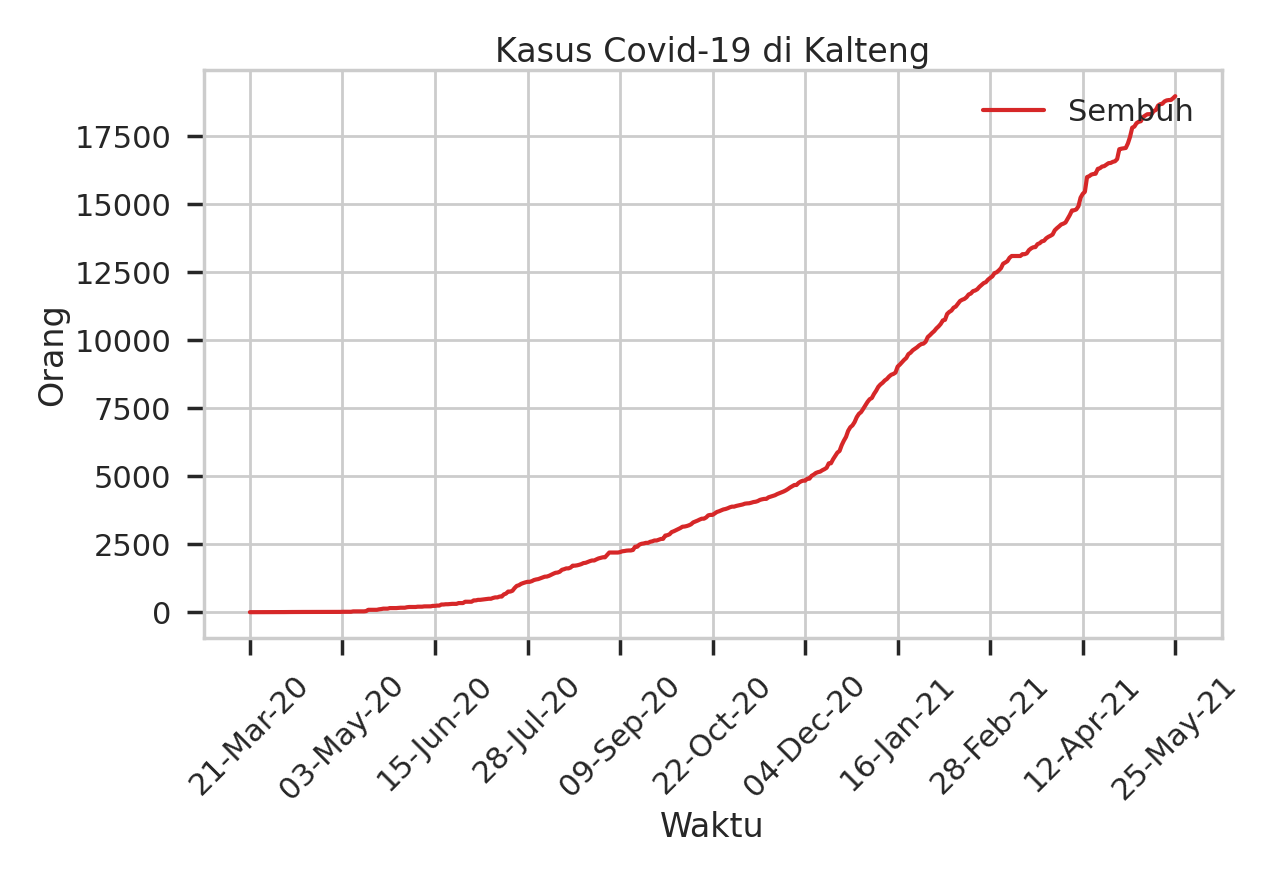 Kasus Covid-19 di Kalteng
Sembuh
17500
15000
12500
10000
7500
5000
2500
0
Orang
21-Mar-20
03-May-20
15-Jun-20
28-Jul-20
09-Sep-20
22-Oct-20
04-Dec-20
16-Jan-21
28-Feb-21
12-Apr-21
25-May-21
Waktu